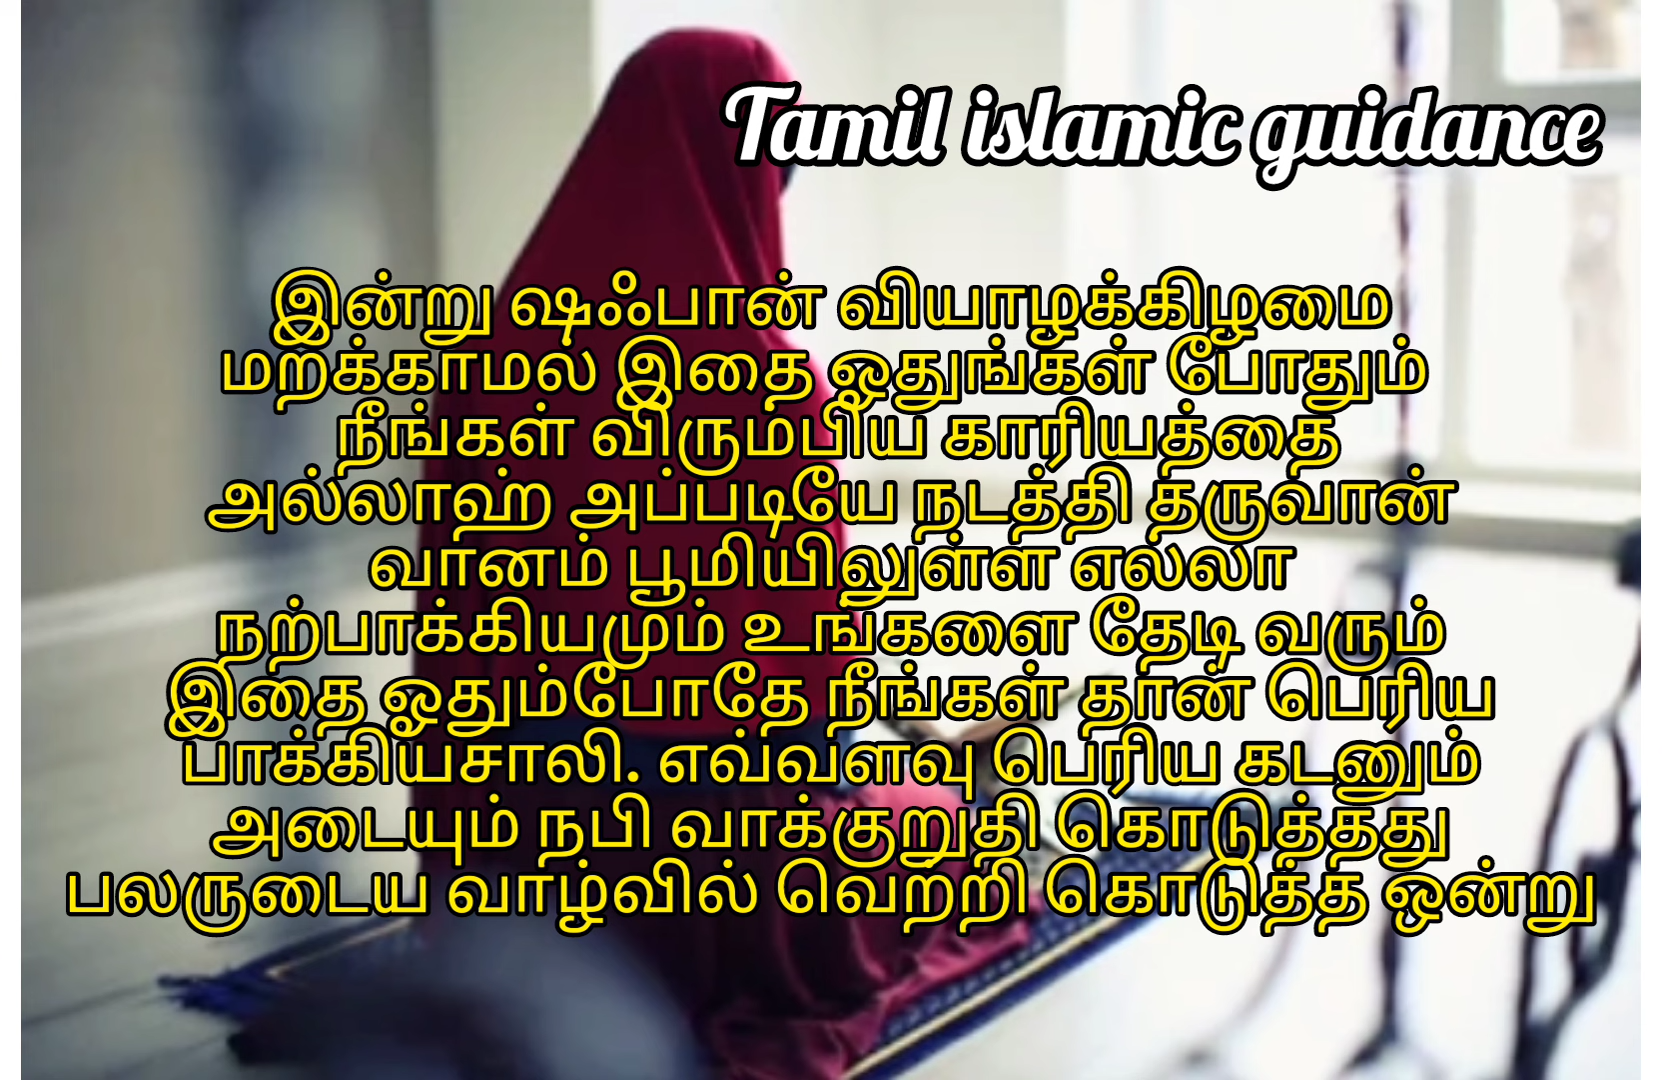 Tamil islamic guidance
இன்று ஷஃபான் வியாழக்கிழமை
மறக்காமல் இதை ஓதுங்கள் போதும்
நீங்கள் விரும்பிய காரியத்தை
அல்லாஹ் அப்படியே நடத்தி தருவான்
வானம் பூமியிலுள்ள எல்லா
நற்பாக்கியமும் உங்களை தேடி வரும்
இதை ஓதும்போதே நீங்கள் தான் பெரிய
பாக்கியசாலி. எவ்வளவு பெரிய கடனும்
அடையும் நபி வாக்குறுதி கொடுத்தது
பலருடைய வாழ்வில் வெற்றி கொடுத்த ஒன்று